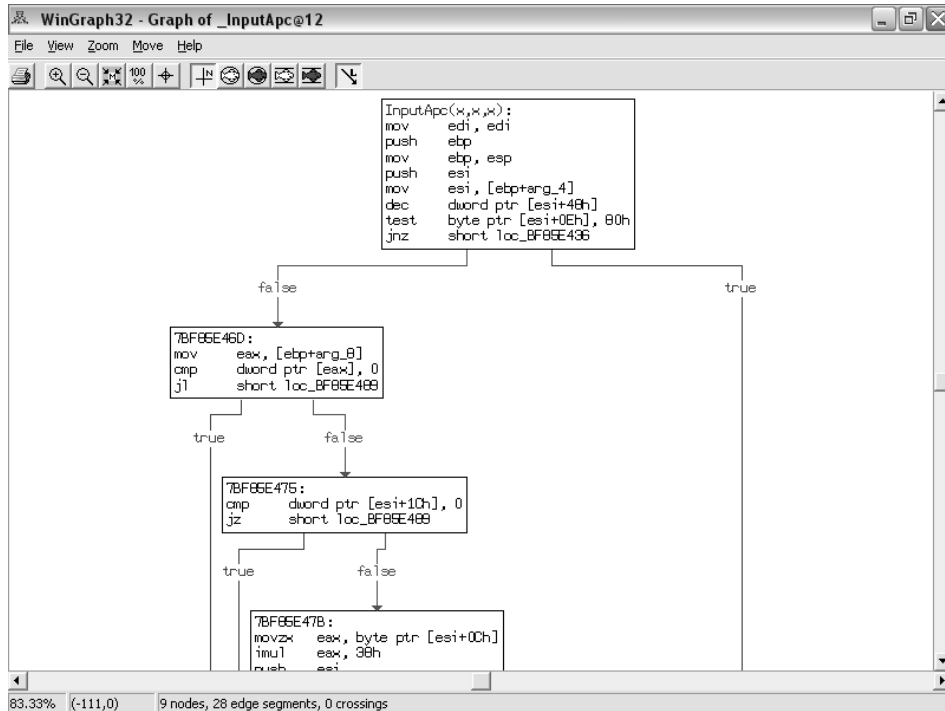 WinGraph32 - Graph of _InputApc@12
File View Zoom Move Help
100
%
N
InputApc(x,x,x):
mov edi, edi
push ebp
mov ebp, esp
push esi
mov esi, [ebp+arg_4]
dec dword ptr [esi+48h]
test byte ptr [esi+0Eh], 80h
jnz short loc_BF85E436
false
true
7BF85E46D:
mov eax, [ebp+arg_8]
cmp dword ptr [eax], 0
jl short loc_BF85E489
true
false
7BF85E475:
cmp dword ptr [esi+1Ch], 0
jz short loc_BF85E489
true
false
7BF85E47B:
movzx eax, byte ptr [esi+0Ch]
imul eax, 38h
push esi
83.33% (-111,0) 9 nodes, 28 edge segments, 0 crossings